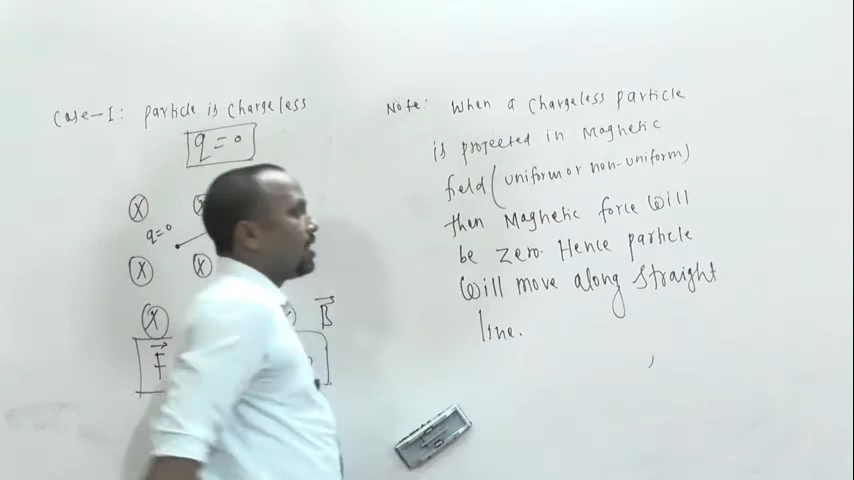 Case-I: Particle is Chargeless
q = 0
q=0
B
F
Note: When a Chargeless Particle
is projected in Magnetic
field (uniform or non-uniform)
then Magnetic force will
be zero. Hence particle
will move along straight
line.